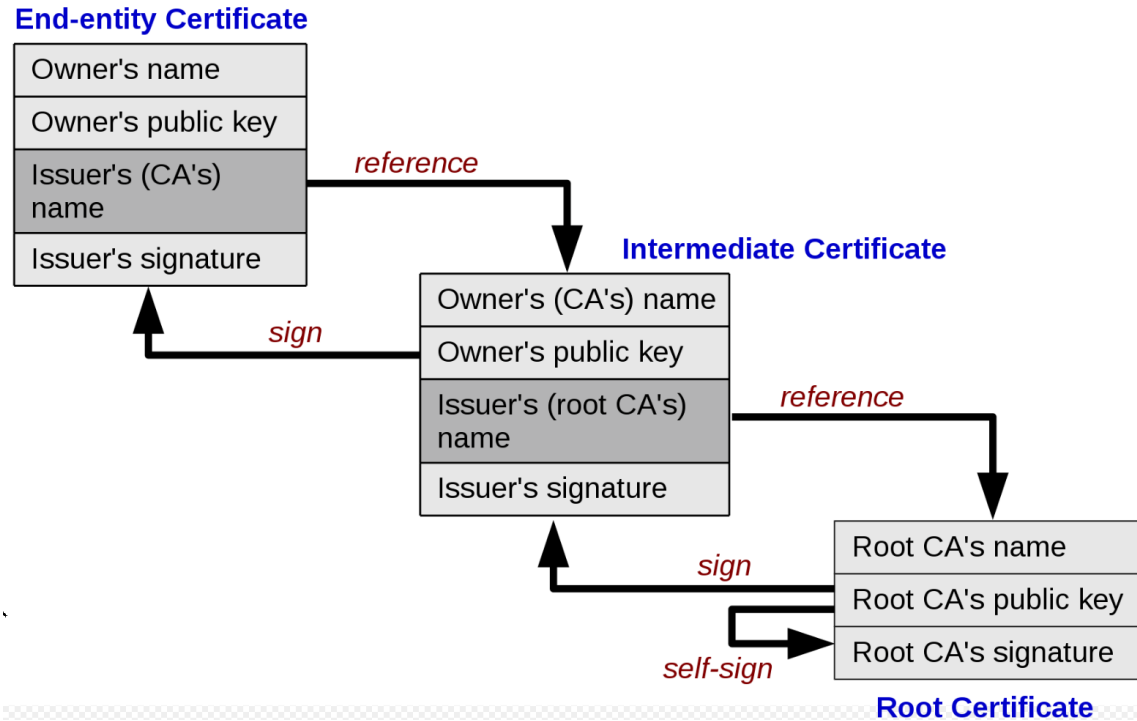 End-entity Certificate
Owner's name
Owner's public key
Issuer's (CA's)
name
Issuer's signature
reference
sign
Intermediate Certificate
Owner's (CA's) name
Owner's public key
Issuer's (root CA's)
name
Issuer's signature
reference
sign
self-sign
Root CA's name
Root CA's public key
Root CA's signature
Root Certificate